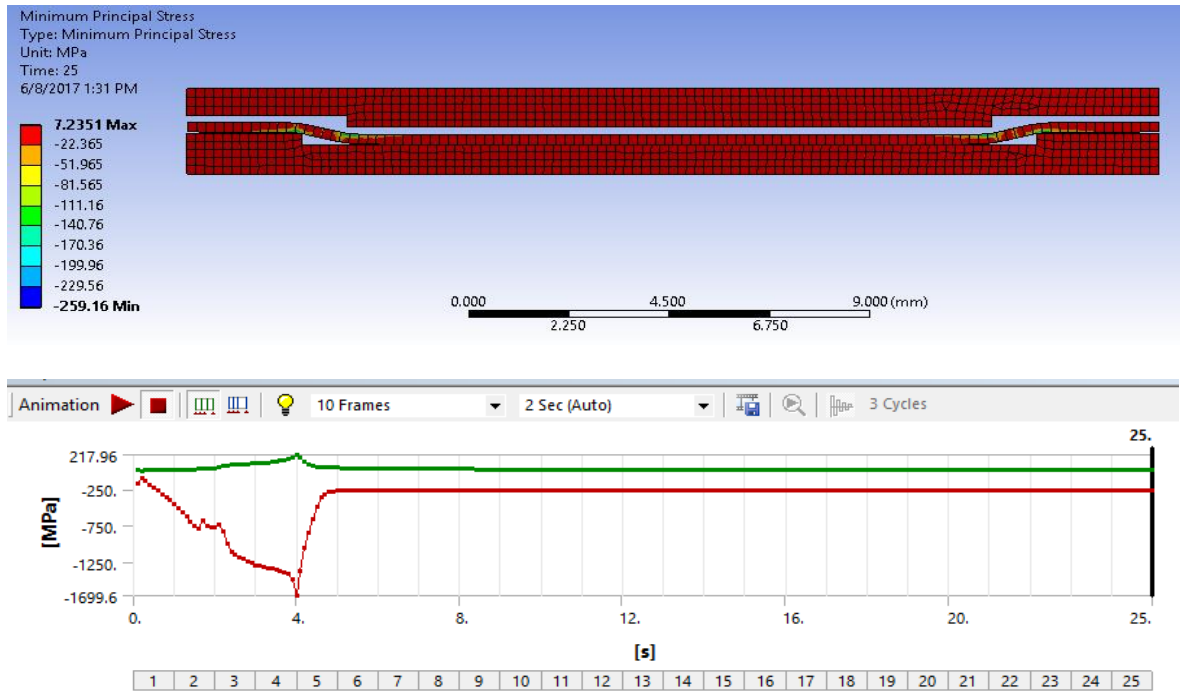 Minimum Principal Stress
Type: Minimum Principal Stress
Unit: MPa
Time: 25
6/8/2017 1:31 PM
7.2351 Max
-22.365
-51.965
-81.565
-111.16
-140.76
-170.36
-199.96
-229.56
-259.16 Min
0.000 4.500 9.000 (mm)
2.250 6.750
Animation 10 Frames 2 Sec (Auto) 3 Cycles
25.
217.96
-250.
-750.
-1250.
-1699.6
[MPa]
0. 4. 8. 12. 16. 20. 25.
[s]
1 2 3 4 5 6 7 8 9 10 11 12 13 14 15 16 17 18 19 20 21 22 23 24 25